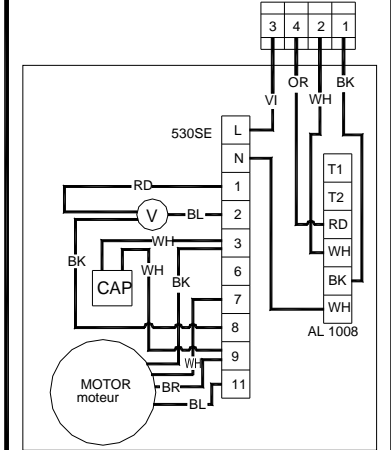 3 4 2 1
VI OR WH BK
530SE
L
N
1
2
3
6
7
8
9
11
T1
T2
RD
WH
BK
WH
AL 1008
RD
V
BL
WH
BK
WH
CAP
BK
WH
MOTOR
moteur
BR
BL